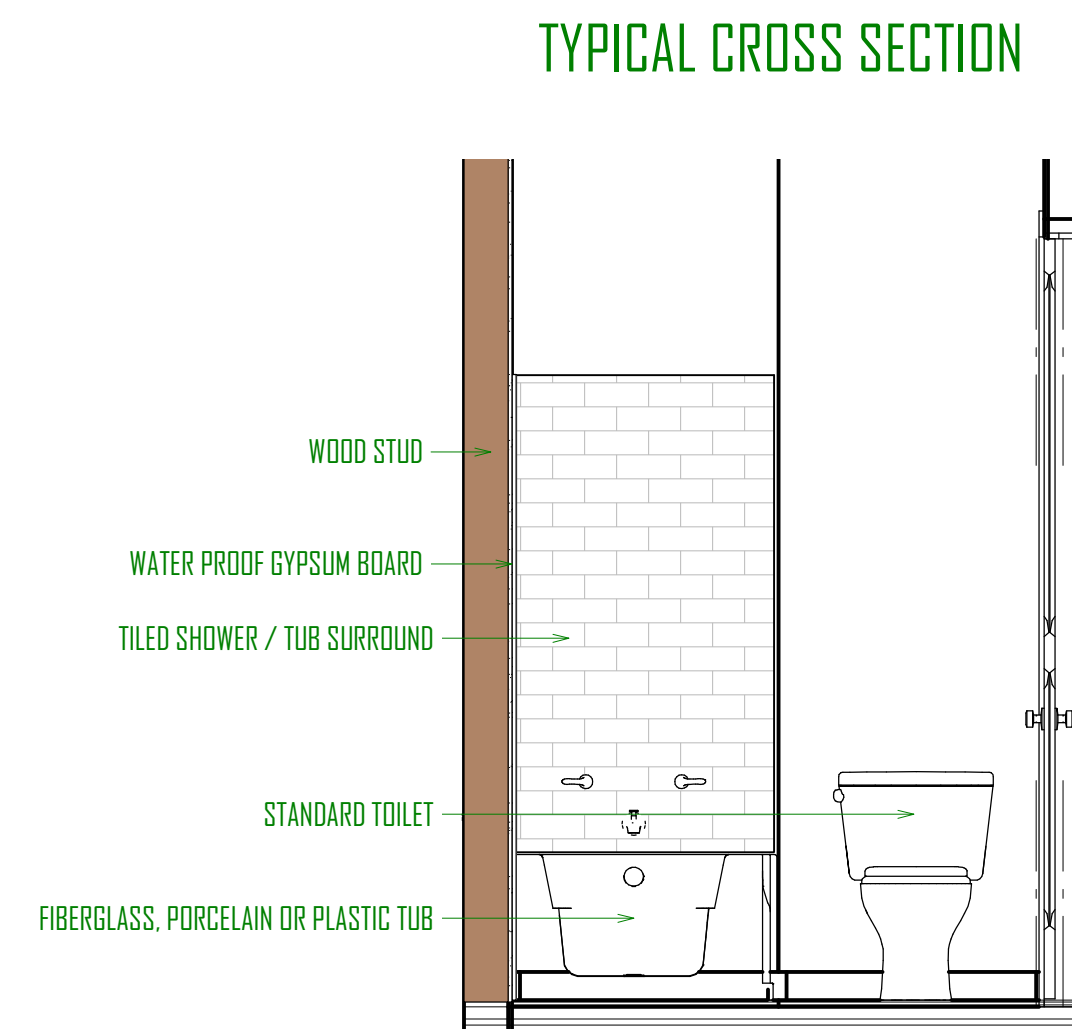 TYPICAL CROSS SECTION
WOOD STUD
WATER PROOF GYPSUM BOARD
TILED SHOWER / TUB SURROUND
STANDARD TOILET
FIBERGLASS, PORCELAIN OR PLASTIC TUB